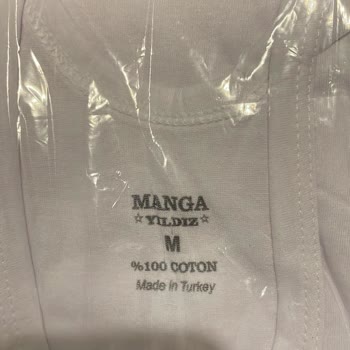 MANGA
☆YILDIZ☆
M
%100 COTON
Made in Turkey